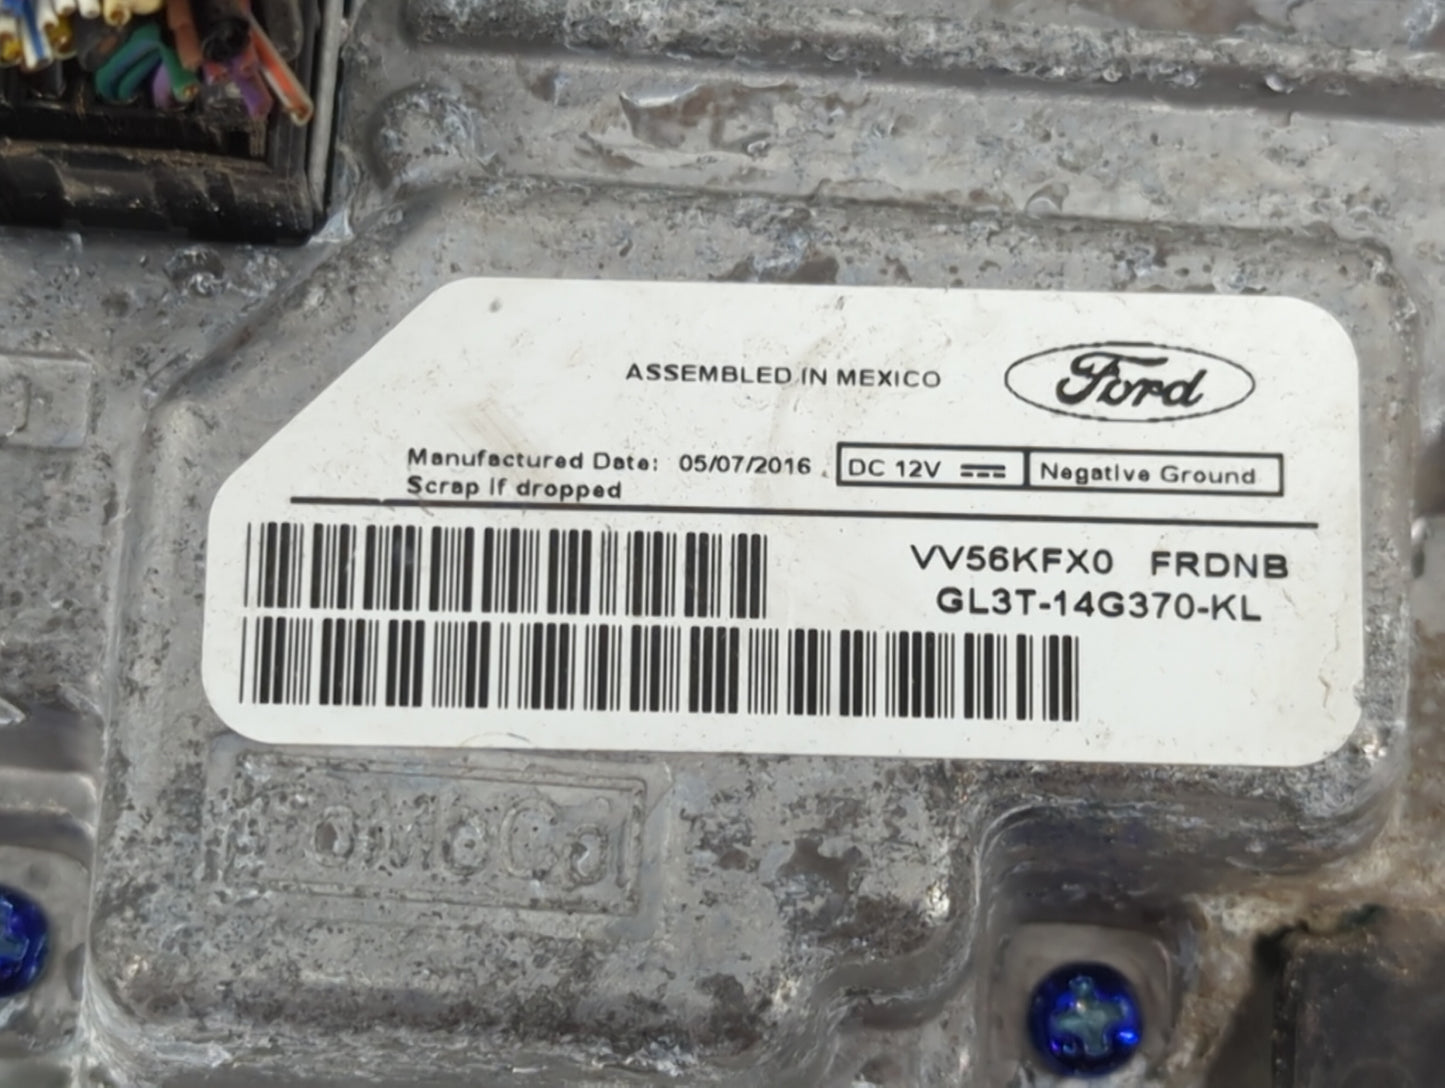 ASSEMBLED IN MEXICO
Ford
Manufactured Date: 05/07/2016
DC 12V
Negative Ground
Scrap if dropped
VV56KFX0 FRDNB
GL3T-14G370-KL
FoMoCo